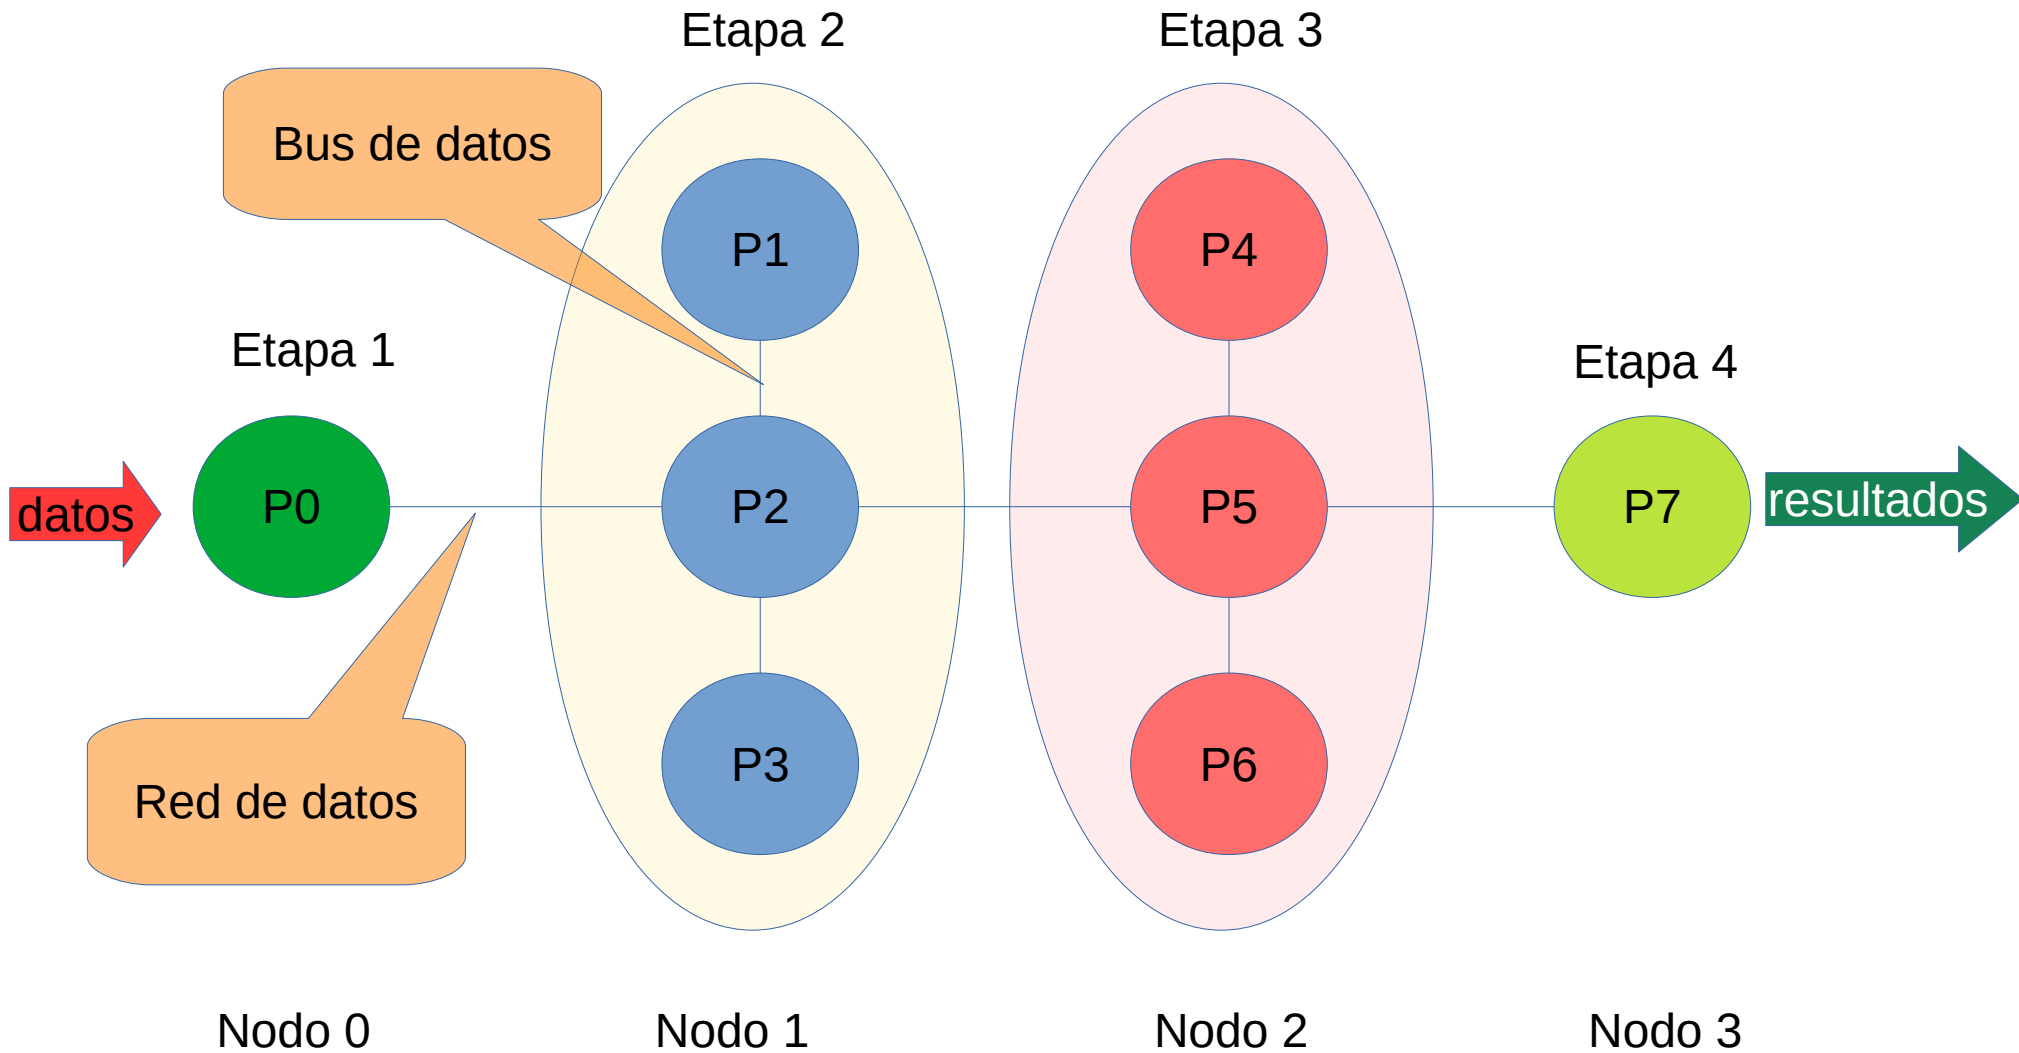 Etapa 2
Etapa 3
Bus de datos
P1
P4
Etapa 1
Etapa 4
datos
P0
P2
P5
P7
resultados
P3
P6
Red de datos
Nodo 0
Nodo 1
Nodo 2
Nodo 3